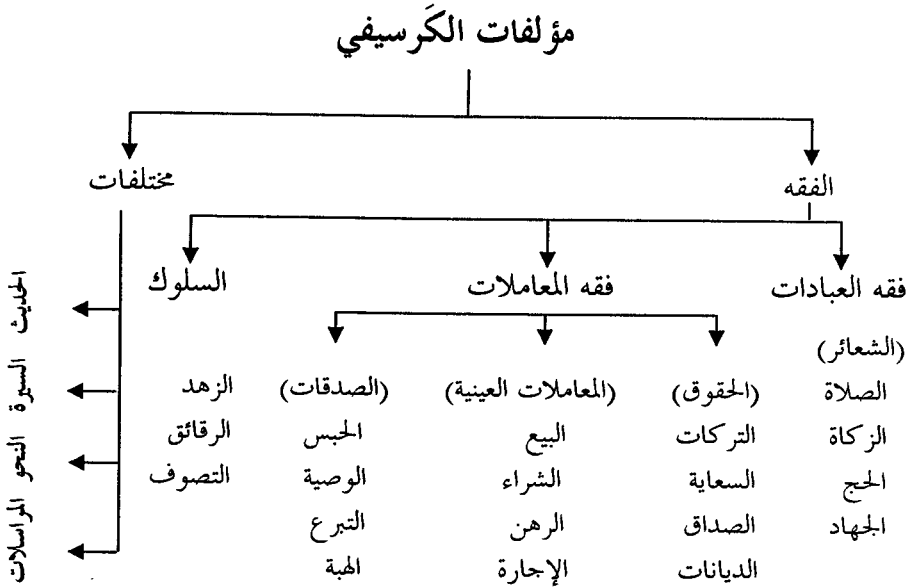 مؤلفات الكَرسيفي
الفقه
مختلفات
فقه العبادات
فقه المعاملات
السلوك
(الشعائر)
الصلاة
الزكاة
الحج
الجهاد
(الحقوق)
التركات
السعاية
الصداق
الديانات
(المعاملات العينية)
البيع
الشراء
الرهن
الإجارة
(الصدقات)
الحبس
الوصية
التبرع
الهبة
الزهد
الرقائق
التصوف
الحديث
السيرة
النحو
المراسلات